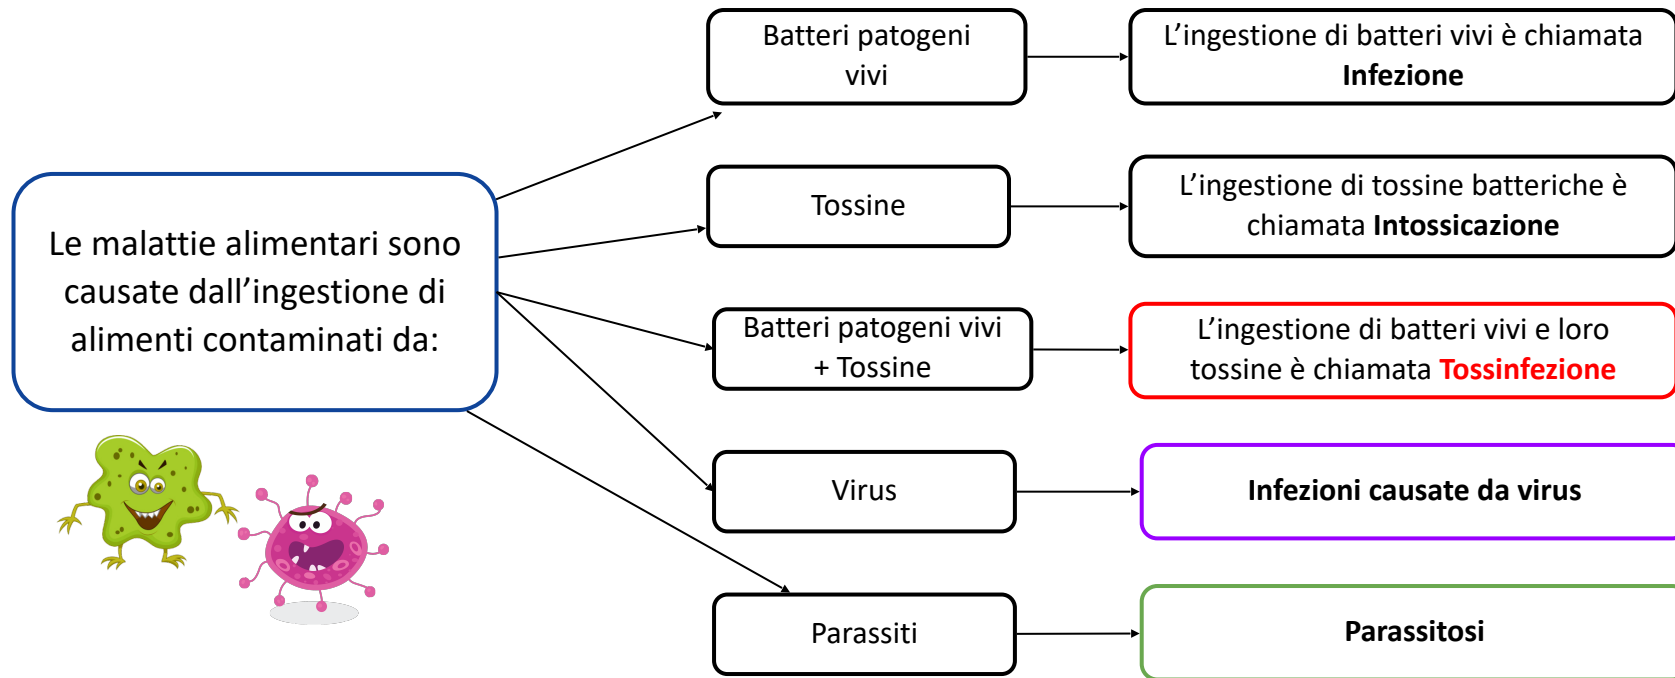 Le malattie alimentari sono
causate dall’ingestione di
alimenti contaminati da:
Batteri patogeni
vivi
L’ingestione di batteri vivi è chiamata
Infezione
Tossine
L’ingestione di tossine batteriche è
chiamata Intossicazione
Batteri patogeni vivi
+ Tossine
L’ingestione di batteri vivi e loro
tossine è chiamata Tossinfezione
Virus
Infezioni causate da virus
Parassiti
Parassitosi